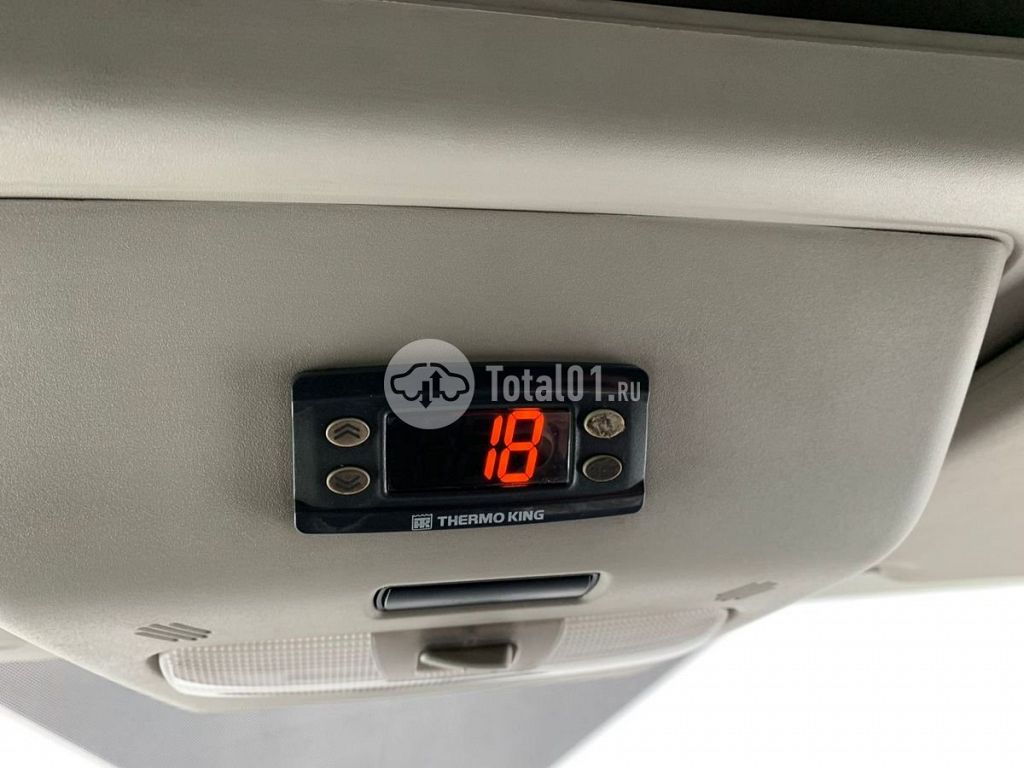 Total01.RU
18
THERMO KING